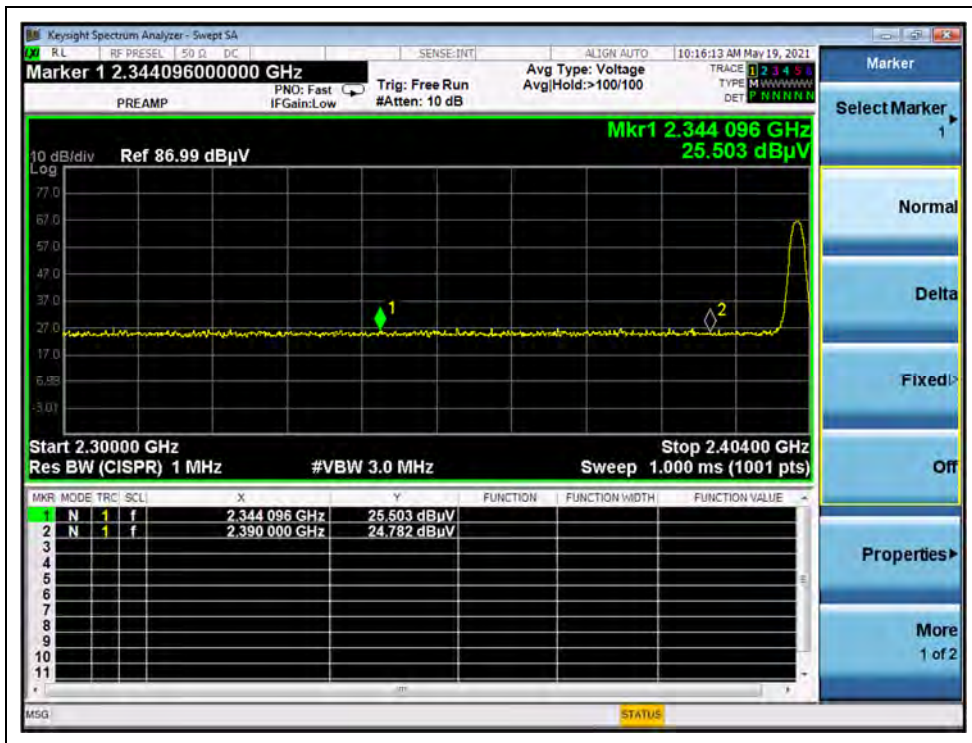 Keysight Spectrum Analyzer - Swept SA
RL RF PRESEL 50 Ω DC SENSE:INT ALIGN AUTO 10:16:13 AM May 19, 2021
Marker 1 2.344096000000 GHz
PREAMP
PNO: Fast
IFGain:Low
Trig: Free Run
#Atten: 10 dB
Avg Type: Voltage
Avg|Hold:>100/100
TRACE 1 2 3 4 5 6
TYPE M WWWWW
DET P N N N N N
Mkr1 2.344 096 GHz
25.503 dBµV
10 dB/div Ref 86.99 dBµV
Log
77.0
67.0
57.0
47.0
37.0
27.0
17.0
6.99
-3.01
1
2
Start 2.30000 GHz Stop 2.40400 GHz
Res BW (CISPR) 1 MHz #VBW 3.0 MHz Sweep 1.000 ms (1001 pts)
MKR MODE TRC SCL X Y FUNCTION FUNCTION WIDTH FUNCTION VALUE
1 N 1 f 2.344 096 GHz 25.503 dBµV
2 N 1 f 2.390 000 GHz 24.782 dBµV
3
4
5
6
7
8
9
10
11
MSG STATUS
Marker
Select Marker
1
Normal
Delta
Fixed
Off
Properties
More
1 of 2